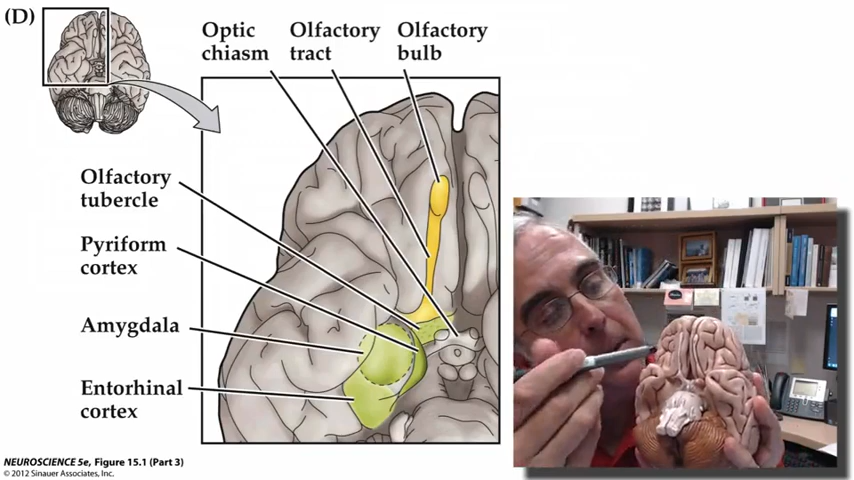 (D)
Optic
chiasm
Olfactory
tract
Olfactory
bulb
Olfactory
tubercle
Pyriform
cortex
Amygdala
Entorhinal
cortex
NEUROSCIENCE 5e, Figure 15.1 (Part 3)
© 2012 Sinauer Associates, Inc.